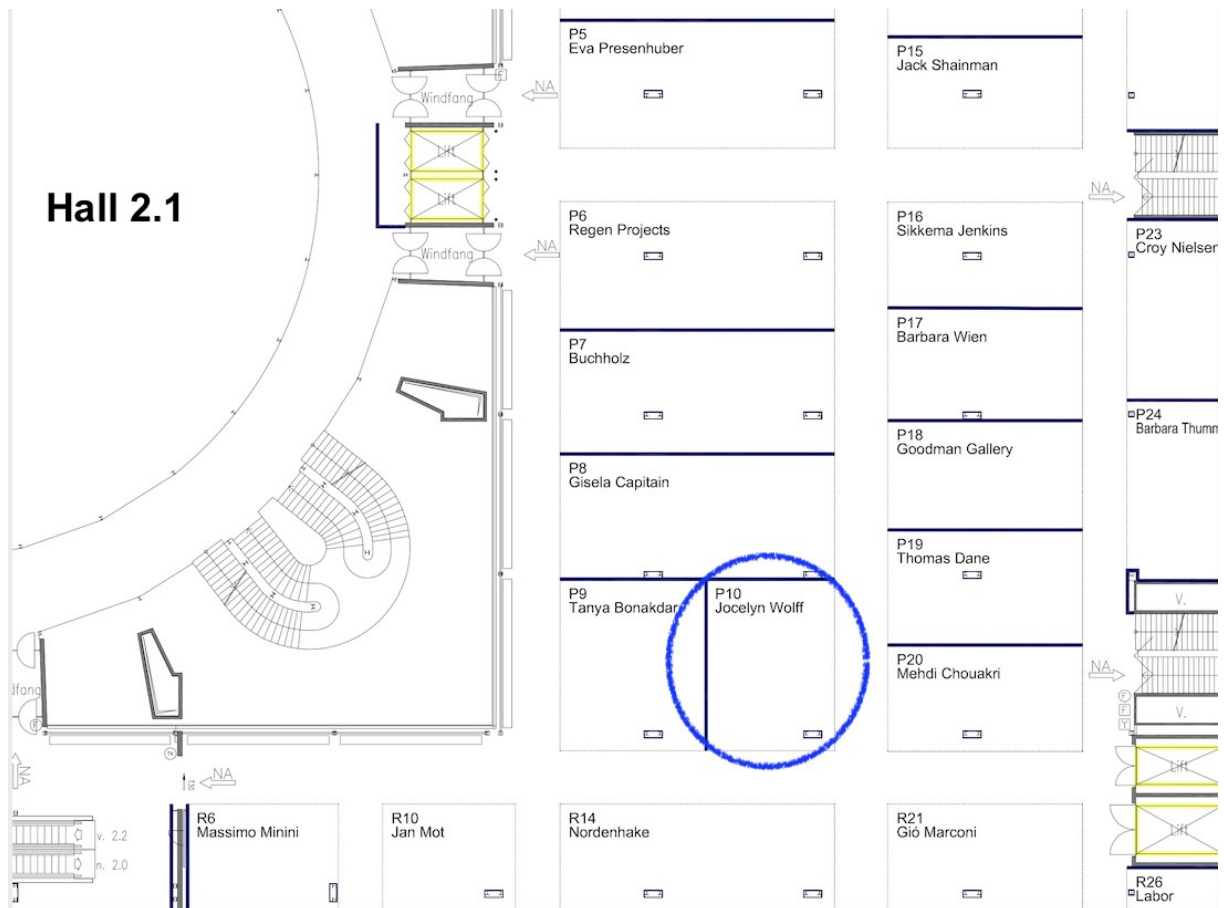 P5
Eva Presenhuber
P15
Jack Shainman
F
Windfang
NA
Lift
Lift
Hall 2.1
NA
P6
Regen Projects
P16
Sikkema Jenkins
P23
Croy Nielsen
Windfang
NA
P17
Barbara Wien
P7
Buchholz
P24
Barbara Thumm
P18
Goodman Gallery
P8
Gisela Capitain
P19
Thomas Dane
P9
Tanya Bonakdar
P10
Jocelyn Wolff
V.
P20
Mehdi Chouakri
NA
dfang
F
F
Y
V.
NA
T30
NA
Lift
R6
Massimo Minini
R10
Jan Mot
R14
Nordenhake
R21
Gió Marconi
v. 2.2
n. 2.0
Lift
R26
Labor